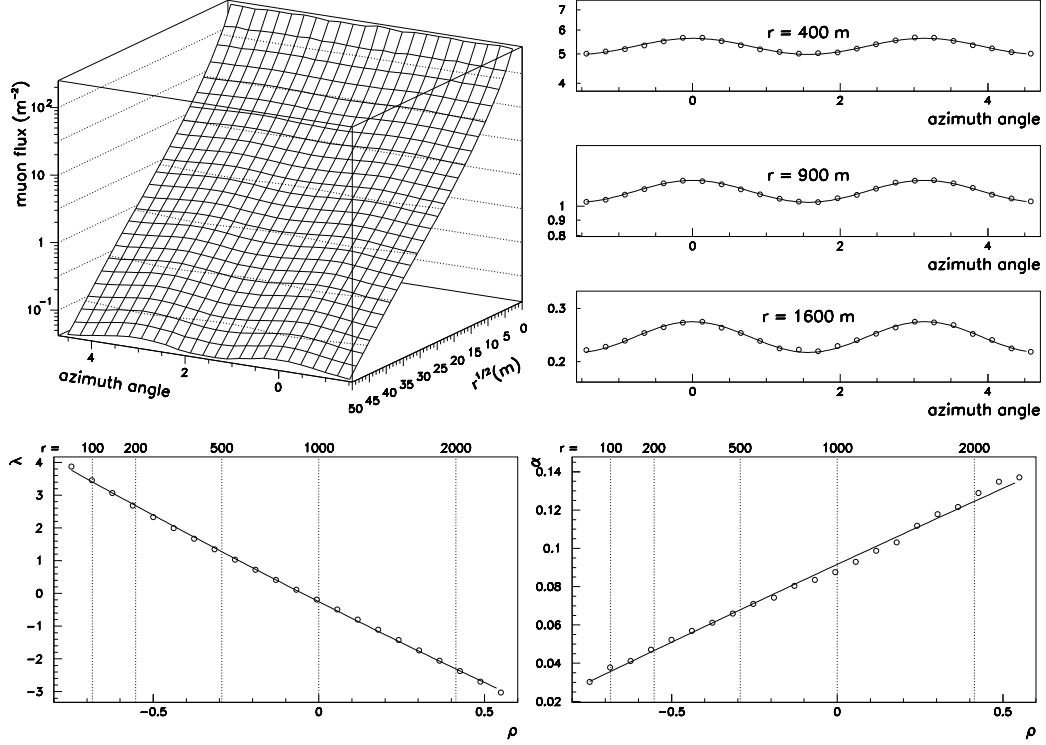 muon flux (m⁻²)
10²
10
1
10⁻¹
4
2
0
azimuth angle
50 45 40 35 30 25 20 15 10 5 0
r^1/2(m)
7
6
5
4
r = 400 m
0 2 4
azimuth angle
1
0.9
0.8
r = 900 m
0 2 4
azimuth angle
0.3
0.2
r = 1600 m
0 2 4
azimuth angle
r = 100 200 500 1000 2000
λ
4
3
2
1
0
−1
−2
−3
−0.5 0 0.5
ρ
r = 100 200 500 1000 2000
α
0.14
0.12
0.1
0.08
0.06
0.04
0.02
−0.5 0 0.5
ρ